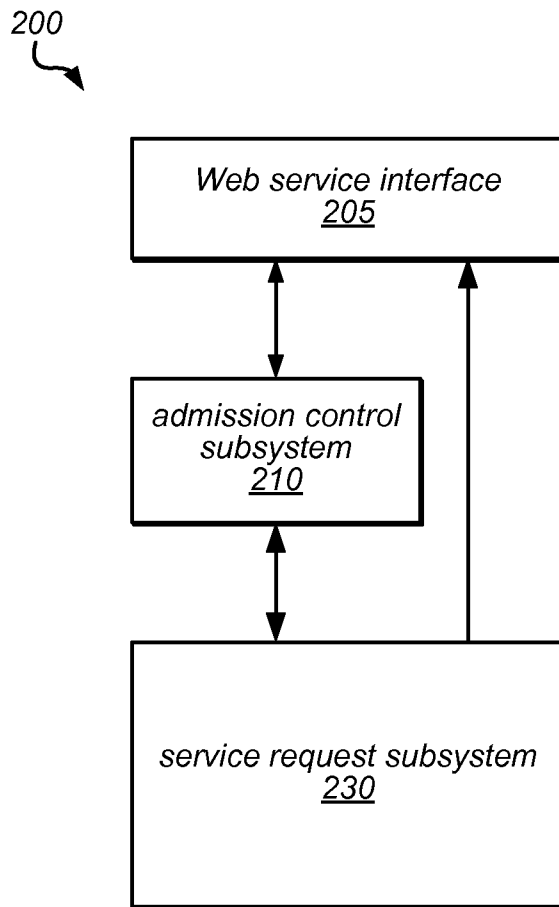 200
Web service interface
205
admission control
subsystem
210
service request subsystem
230